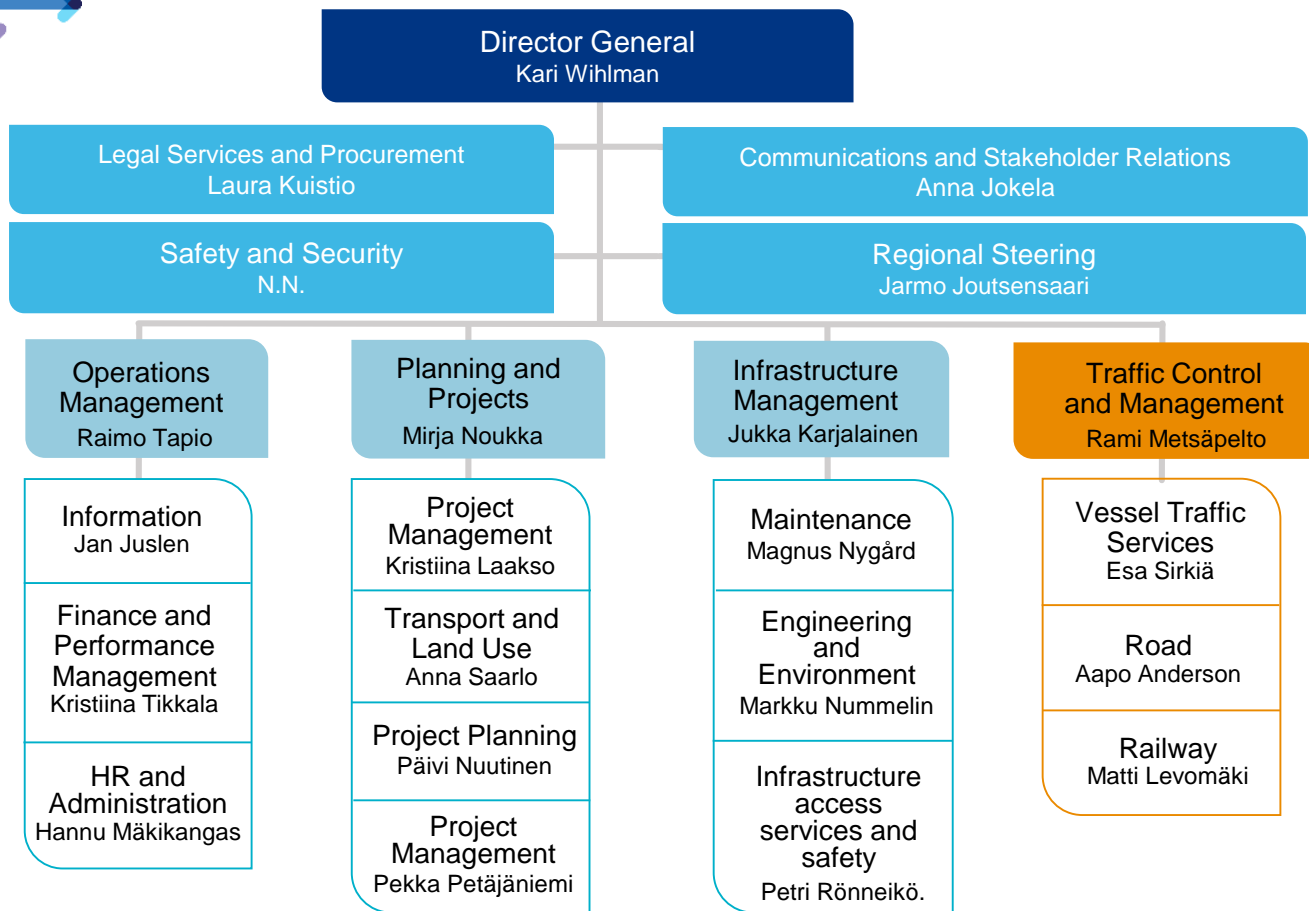 Director General
Kari Wihlman
Legal Services and Procurement
Laura Kuistio
Communications and Stakeholder Relations
Anna Jokela
Safety and Security
N.N.
Regional Steering
Jarmo Joutsensaari
Operations
Management
Raimo Tapio
Planning and
Projects
Mirja Noukka
Infrastructure
Management
Jukka Karjalainen
Traffic Control
and Management
Rami Metsäpelto
Information
Jan Juslen
Finance and
Performance
Management
Kristiina Tikkala
HR and
Administration
Hannu Mäkikangas
Project
Management
Kristiina Laakso
Transport and
Land Use
Anna Saarlo
Project Planning
Päivi Nuutinen
Project
Management
Pekka Petäjäniemi
Maintenance
Magnus Nygård
Engineering
and
Environment
Markku Nummelin
Infrastructure
access
services and
safety
Petri Rönneikö.
Vessel Traffic
Services
Esa Sirkiä
Road
Aapo Anderson
Railway
Matti Levomäki